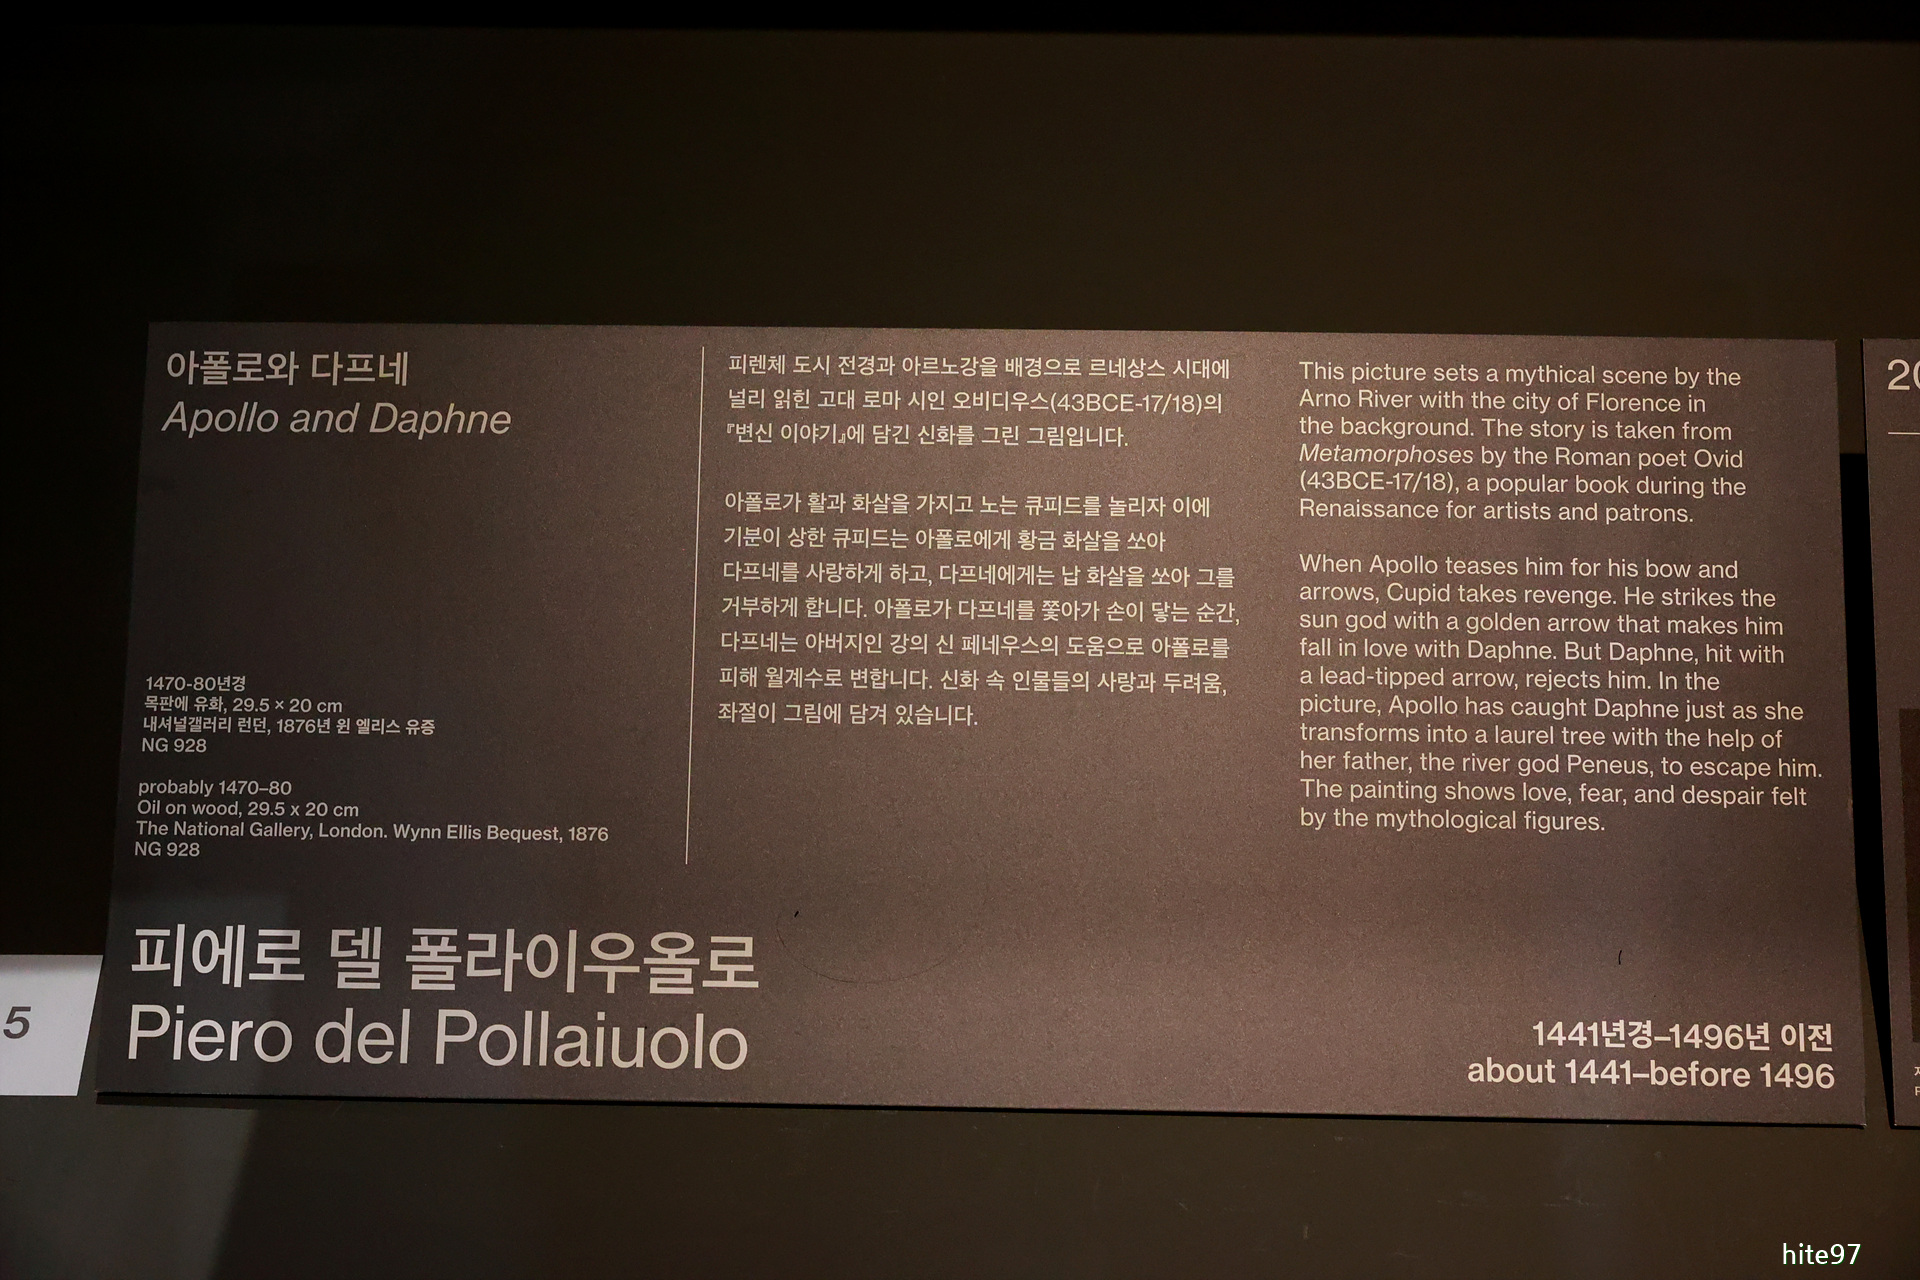 아폴로와 다프네
Apollo and Daphne
1470-80년경
목판에 유화, 29.5 × 20 cm
내셔널갤러리 런던, 1876년 윈 엘리스 유증
NG 928
probably 1470–80
Oil on wood, 29.5 x 20 cm
The National Gallery, London. Wynn Ellis Bequest, 1876
NG 928
피렌체 도시 전경과 아르노강을 배경으로 르네상스 시대에
널리 읽힌 고대 로마 시인 오비디우스(43BCE-17/18)의
『변신 이야기』에 담긴 신화를 그린 그림입니다.
아폴로가 활과 화살을 가지고 노는 큐피드를 놀리자 이에
기분이 상한 큐피드는 아폴로에게 황금 화살을 쏘아
다프네를 사랑하게 하고, 다프네에게는 납 화살을 쏘아 그를
거부하게 합니다. 아폴로가 다프네를 쫓아가 손이 닿는 순간,
다프네는 아버지인 강의 신 페네우스의 도움으로 아폴로를
피해 월계수로 변합니다. 신화 속 인물들의 사랑과 두려움,
좌절이 그림에 담겨 있습니다.
This picture sets a mythical scene by the
Arno River with the city of Florence in
the background. The story is taken from
Metamorphoses by the Roman poet Ovid
(43BCE-17/18), a popular book during the
Renaissance for artists and patrons.
When Apollo teases him for his bow and
arrows, Cupid takes revenge. He strikes the
sun god with a golden arrow that makes him
fall in love with Daphne. But Daphne, hit with
a lead-tipped arrow, rejects him. In the
picture, Apollo has caught Daphne just as she
transforms into a laurel tree with the help of
her father, the river god Peneus, to escape him.
The painting shows love, fear, and despair felt
by the mythological figures.
피에로 델 폴라이우올로
Piero del Pollaiuolo
1441년경–1496년 이전
about 1441–before 1496
5
20
hite97